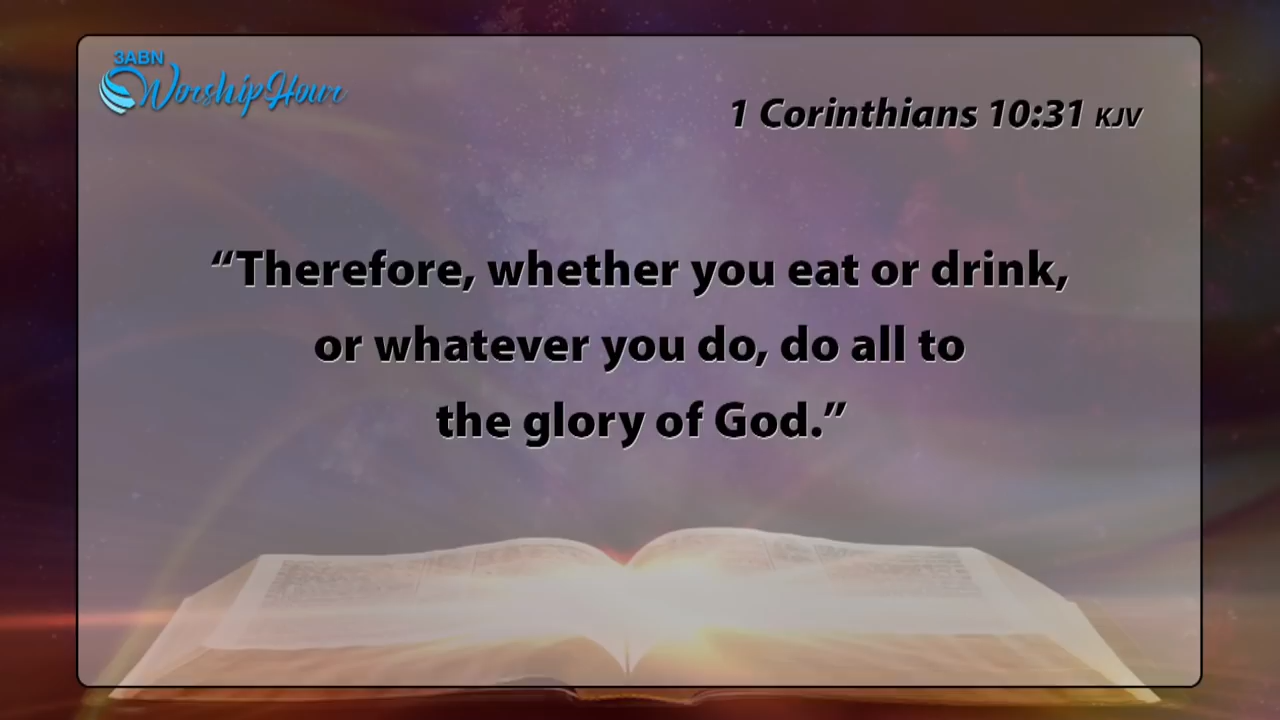 3ABN
Worship Hour
1 Corinthians 10:31 KJV
“Therefore, whether you eat or drink,
or whatever you do, do all to
the glory of God.”